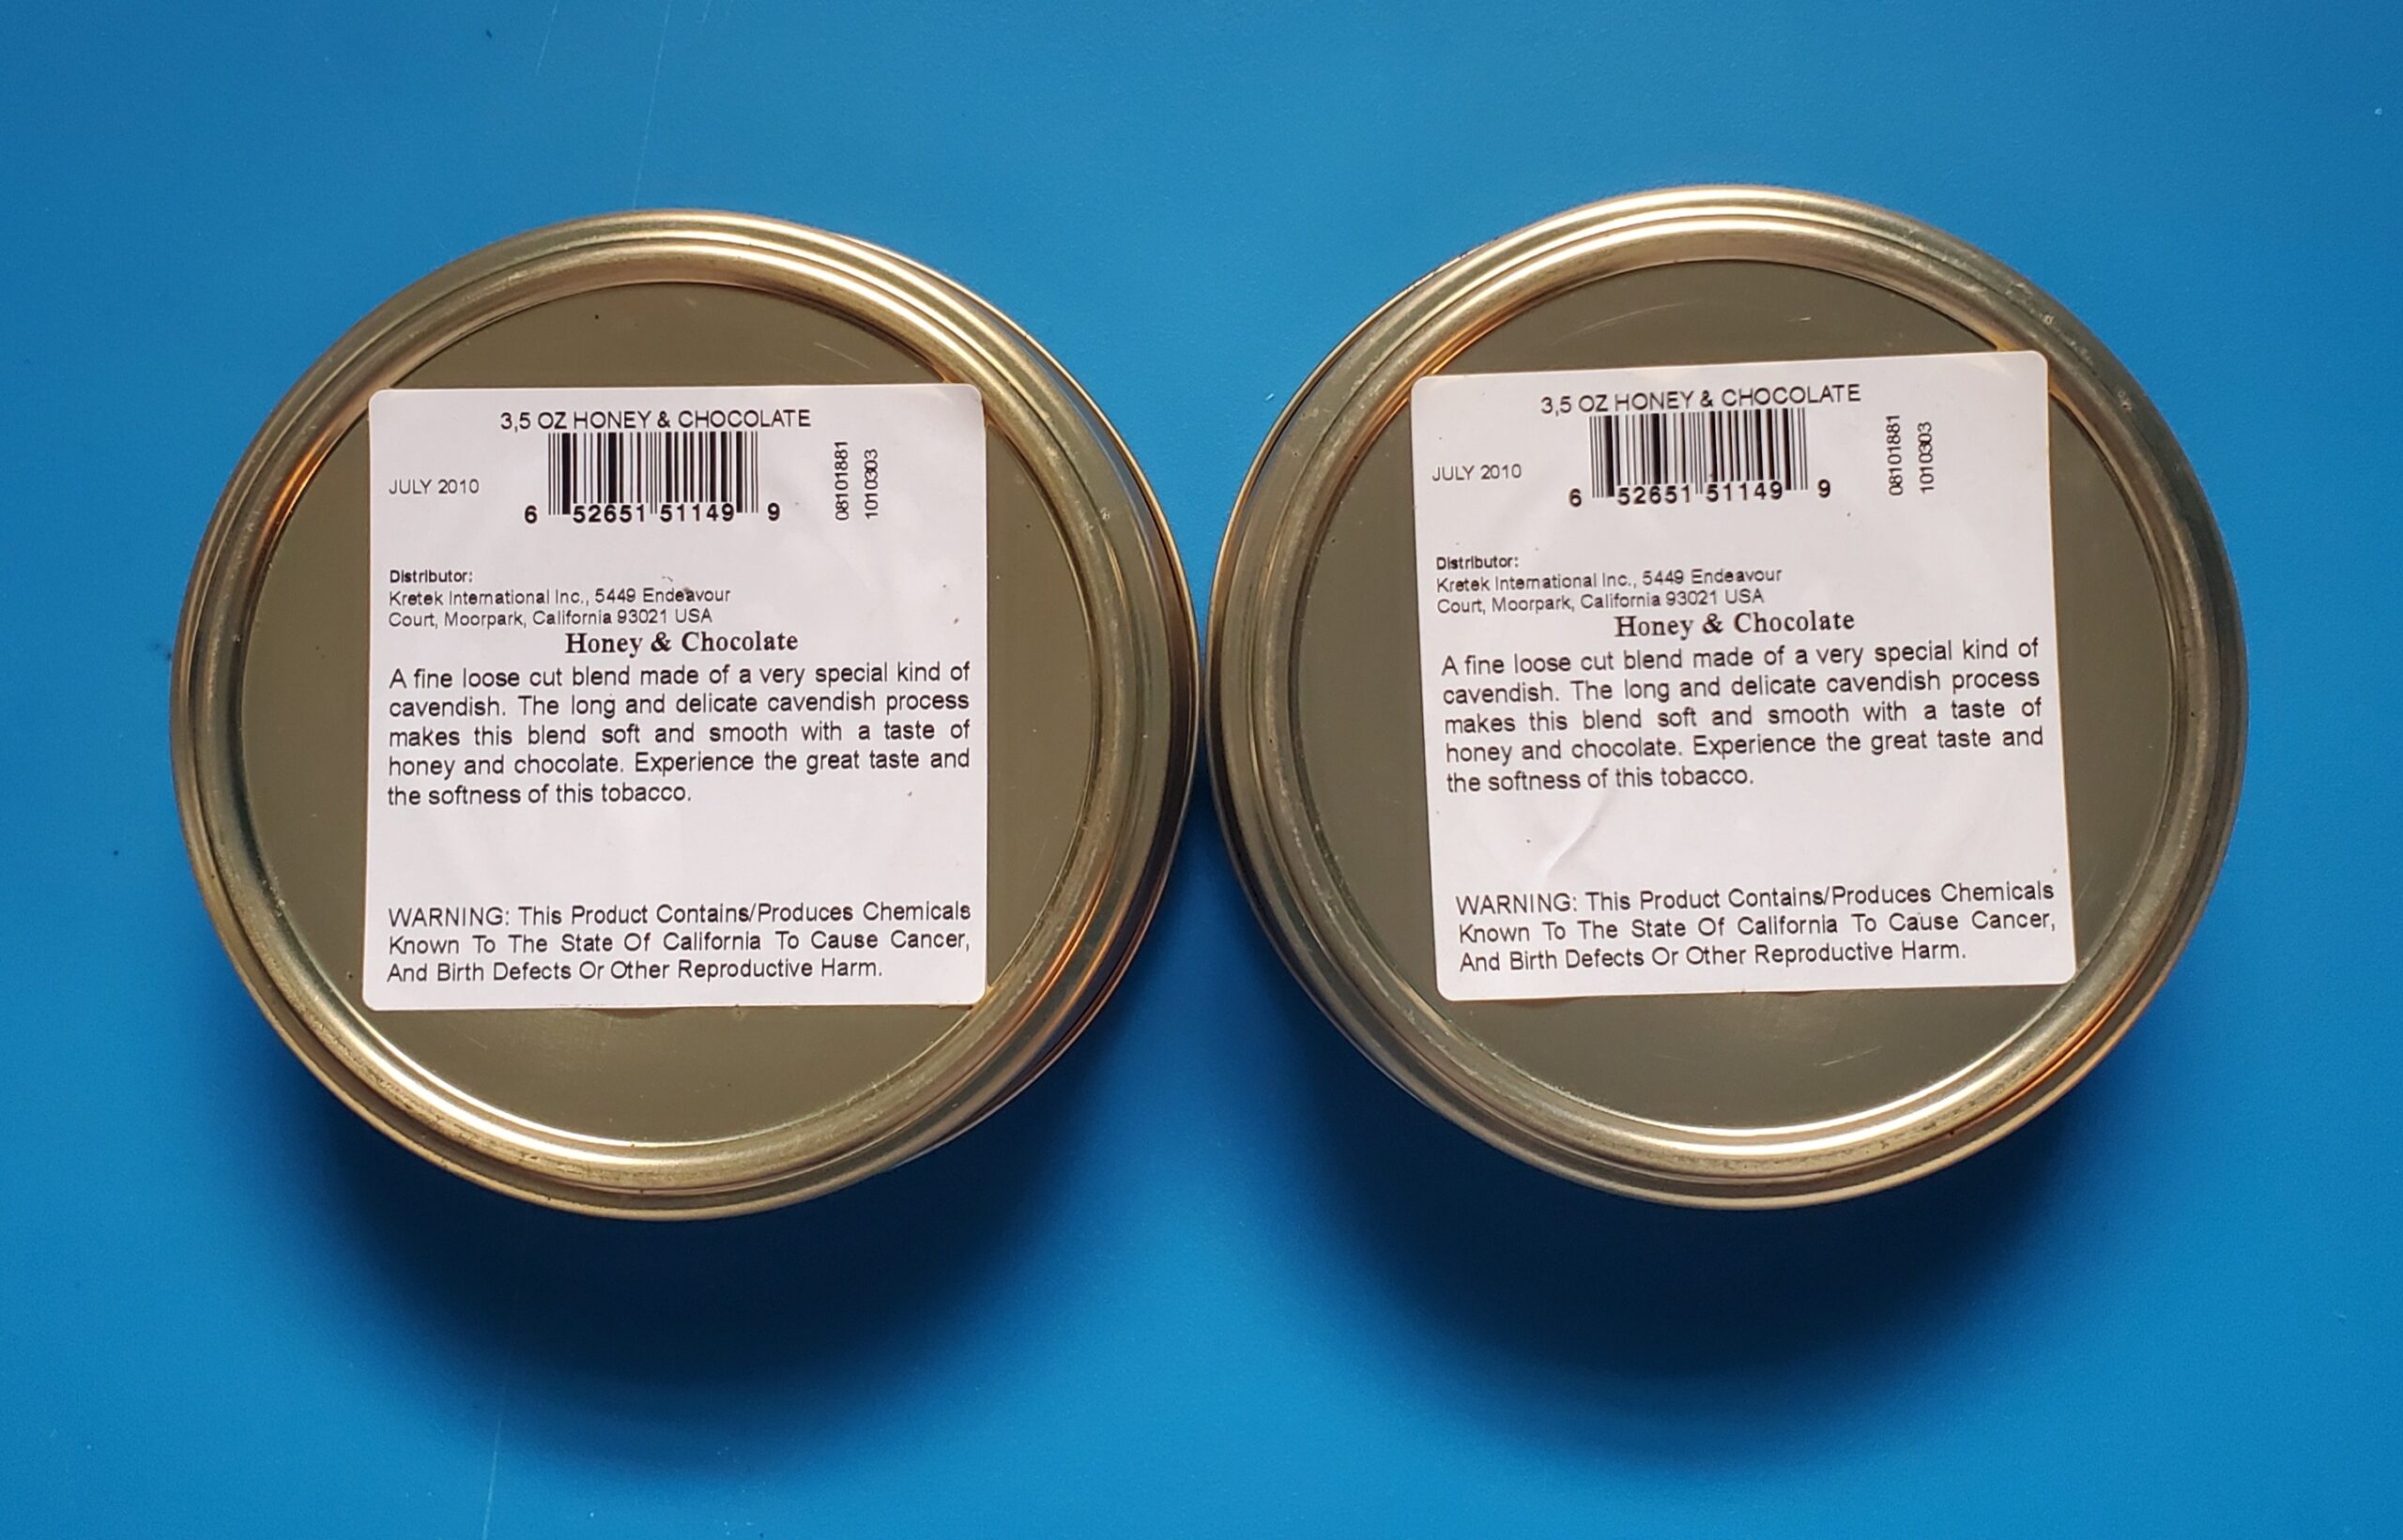 3,5 OZ HONEY & CHOCOLATE
JULY 2010
6 52651 51149 9
08101881
1010303
Distributor:
Kretek International Inc., 5449 Endeavour
Court, Moorpark, California 93021 USA
Honey & Chocolate
A fine loose cut blend made of a very special kind of
cavendish. The long and delicate cavendish process
makes this blend soft and smooth with a taste of
honey and chocolate. Experience the great taste and
the softness of this tobacco.
WARNING: This Product Contains/Produces Chemicals
Known To The State Of California To Cause Cancer,
And Birth Defects Or Other Reproductive Harm.
3,5 OZ HONEY & CHOCOLATE
JULY 2010
6 52651 51149 9
08101881
1010303
Distributor:
Kretek International Inc., 5449 Endeavour
Court, Moorpark, California 93021 USA
Honey & Chocolate
A fine loose cut blend made of a very special kind of
cavendish. The long and delicate cavendish process
makes this blend soft and smooth with a taste of
honey and chocolate. Experience the great taste and
the softness of this tobacco.
WARNING: This Product Contains/Produces Chemicals
Known To The State Of California To Cause Cancer,
And Birth Defects Or Other Reproductive Harm.